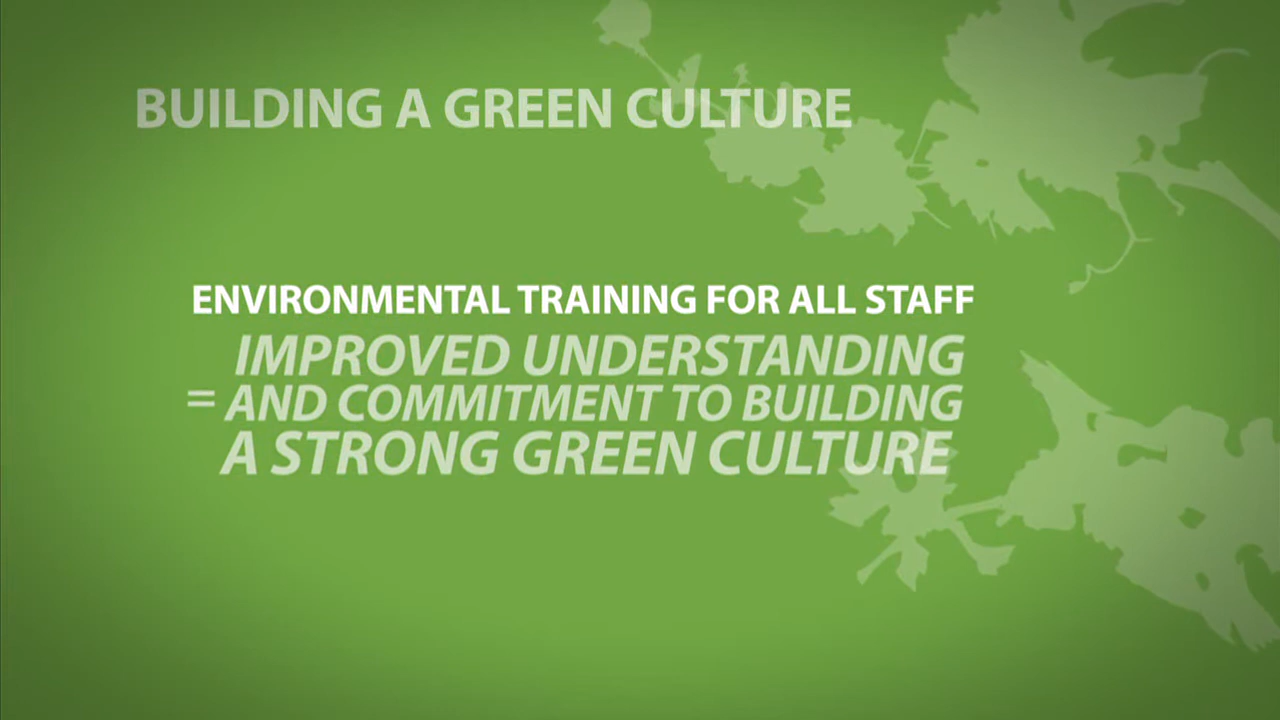 BUILDING A GREEN CULTURE
ENVIRONMENTAL TRAINING FOR ALL STAFF
IMPROVED UNDERSTANDING
= AND COMMITMENT TO BUILDING
A STRONG GREEN CULTURE